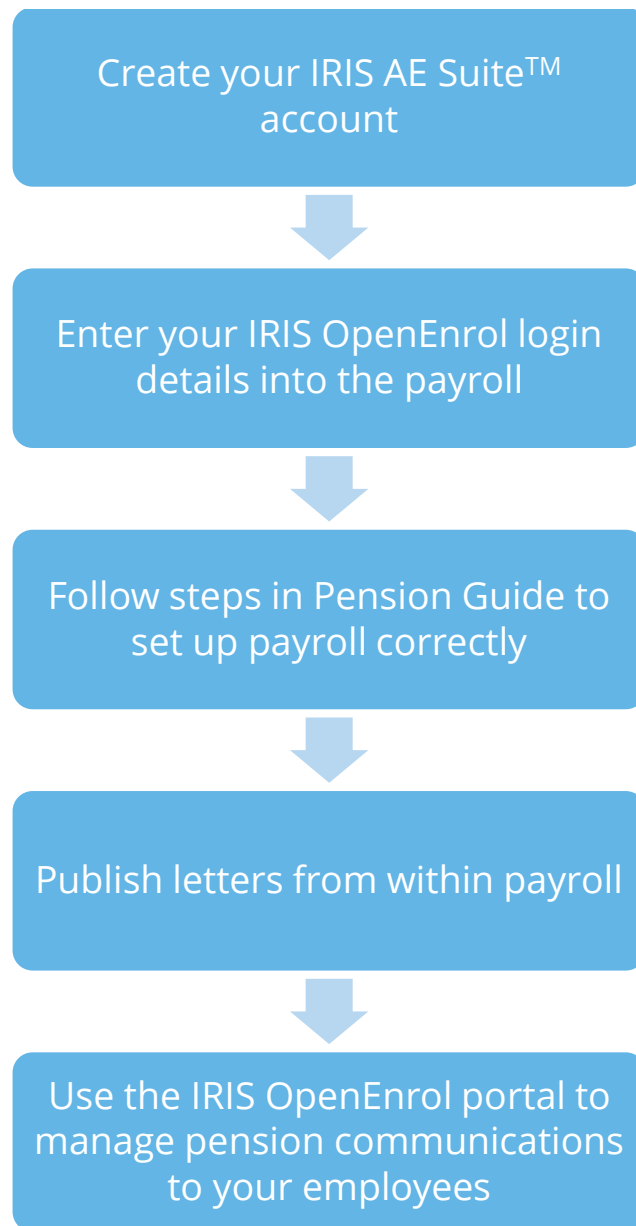 Create your IRIS AE Suite™
account
Enter your IRIS OpenEnrol login
details into the payroll
Follow steps in Pension Guide to
set up payroll correctly
Publish letters from within payroll
Use the IRIS OpenEnrol portal to
manage pension communications
to your employees